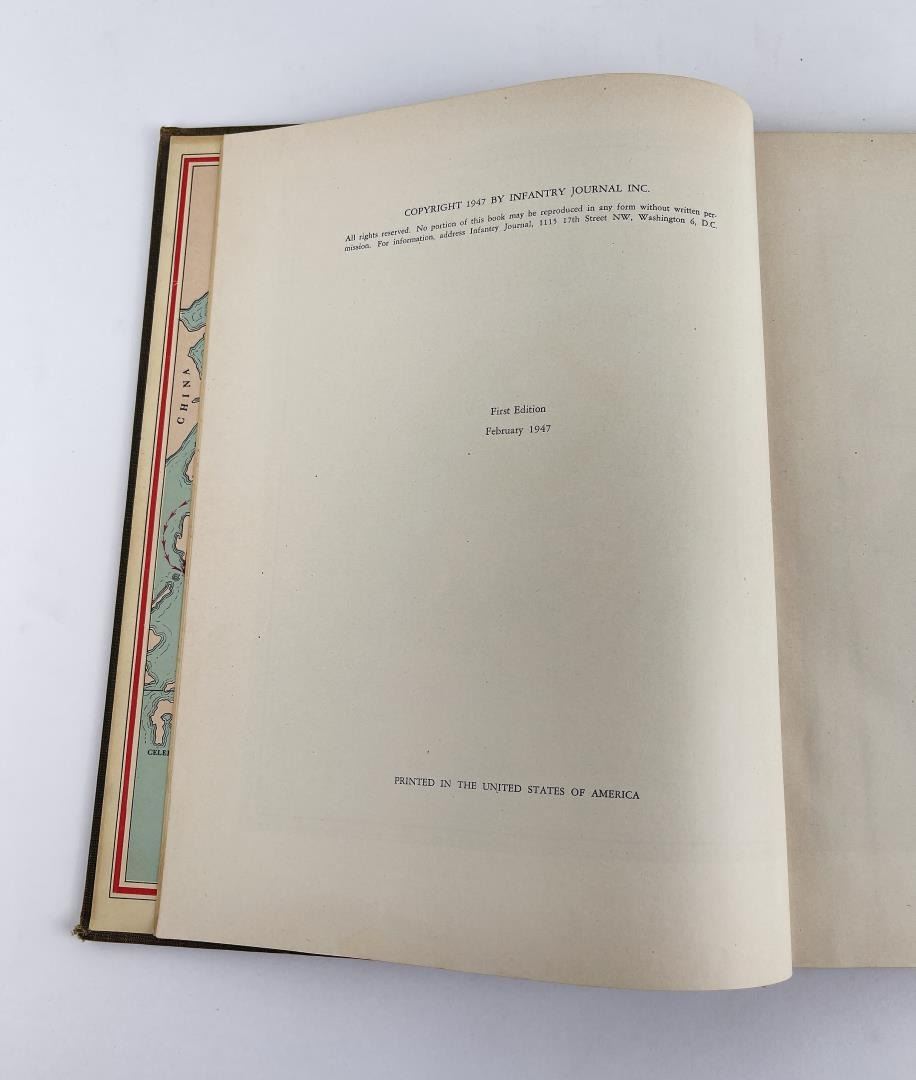 COPYRIGHT 1947 BY INFANTRY JOURNAL INC.
All rights reserved. No portion of this book may be reproduced in any form without written per-
mission. For information, address Infantry Journal, 1115 17th Street NW, Washington 6, D.C.
First Edition
February 1947
PRINTED IN THE UNITED STATES OF AMERICA
CHINA